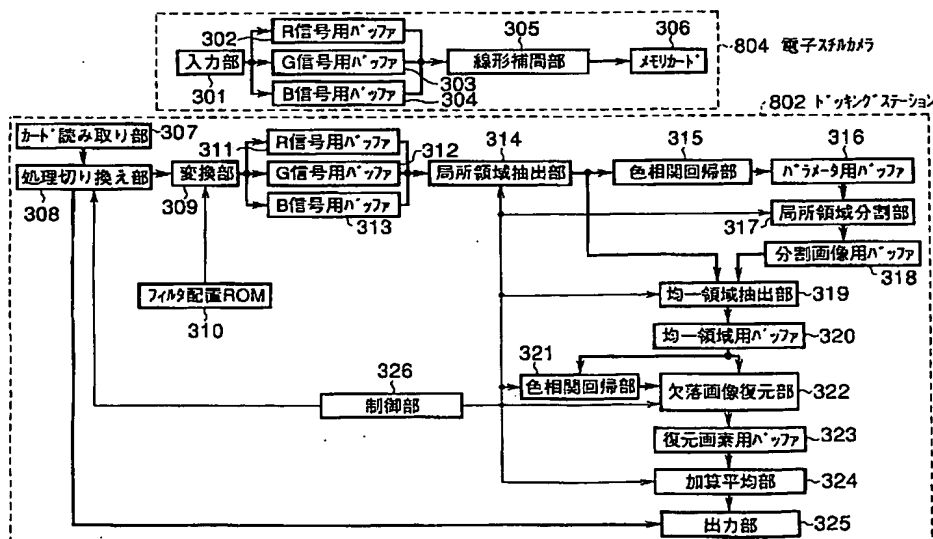 302
R信号用バッファ
305
306
804 電子スチルカメラ
入力部
G信号用バッファ
線形補間部
メモリカード
301
303
B信号用バッファ
304
802 ドッキングステーション
カード読み取り部
307
311
R信号用バッファ
312
314
315
316
処理切り換え部
変換部
G信号用バッファ
局所領域抽出部
色相関回帰部
パラメータ用バッファ
308
309
B信号用バッファ
313
317
局所領域分割部
分割画像用バッファ
318
フィルタ配置ROM
310
均一領域抽出部
319
均一領域用バッファ
320
321
326
色相関回帰部
欠落画像復元部
322
制御部
復元画素用バッファ
323
加算平均部
324
出力部
325